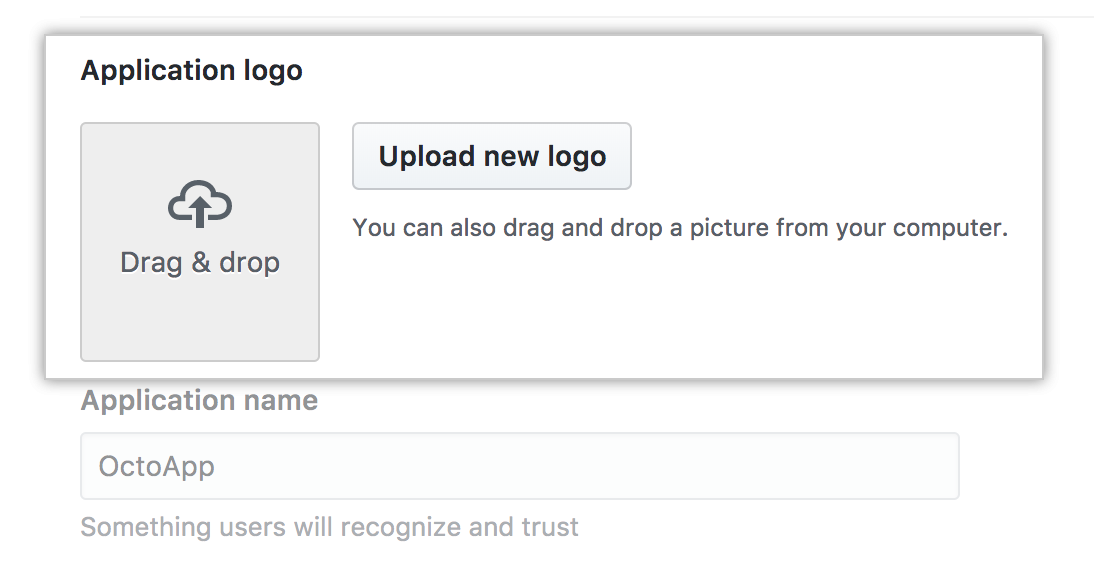 Application logo
Upload new logo
You can also drag and drop a picture from your computer.
Drag & drop
Application name
OctoApp
Something users will recognize and trust